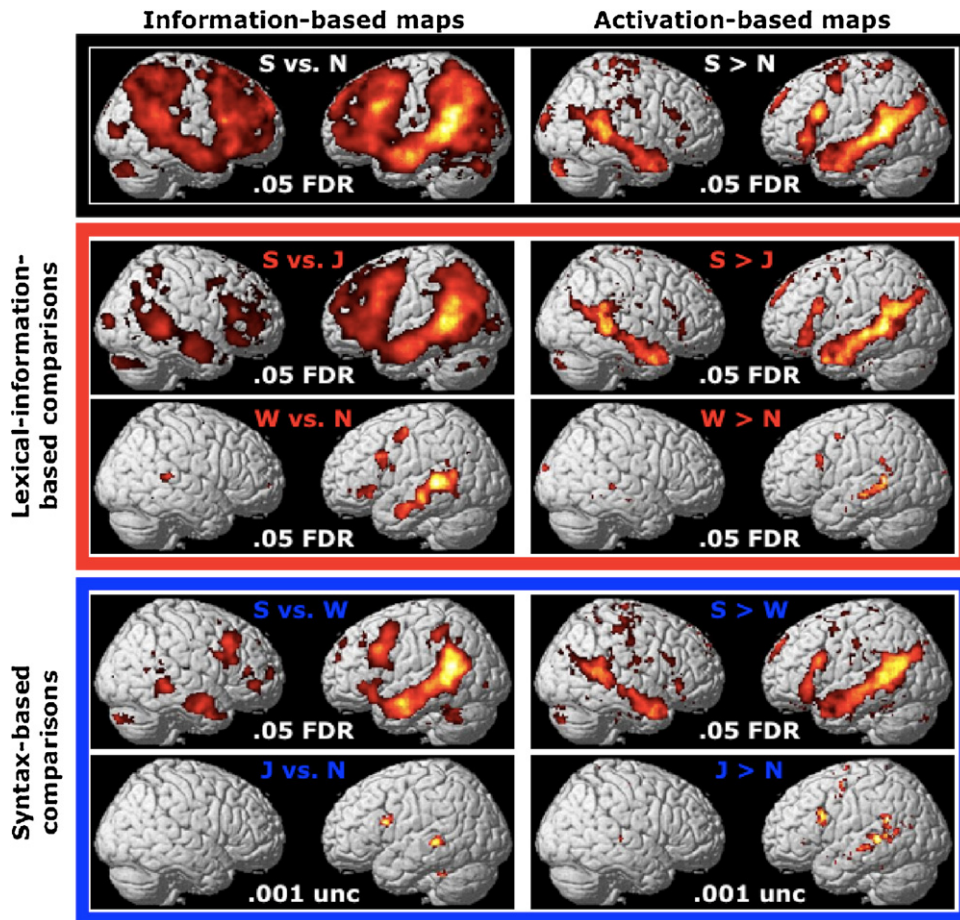 Information-based maps
Activation-based maps
S vs. N
.05 FDR
S > N
.05 FDR
Lexical-information-
based comparisons
S vs. J
.05 FDR
S > J
.05 FDR
W vs. N
.05 FDR
W > N
.05 FDR
Syntax-based
comparisons
S vs. W
.05 FDR
S > W
.05 FDR
J vs. N
.001 unc
J > N
.001 unc